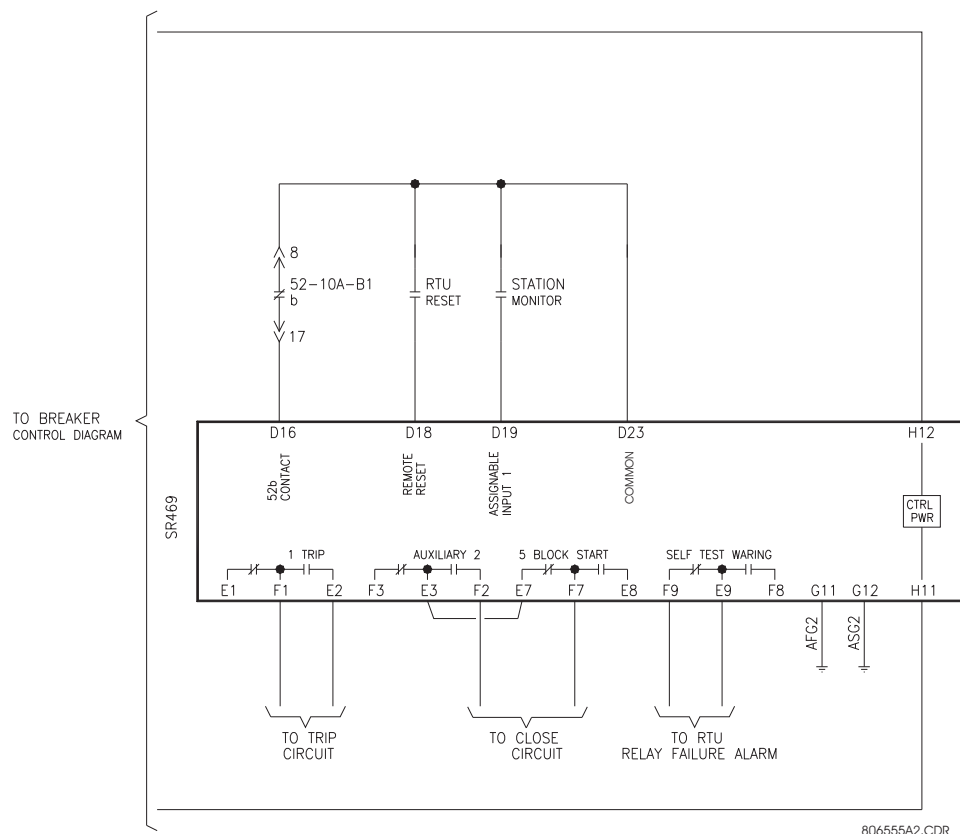 8
52-10A-B1
b
17
RTU
RESET
STATION
MONITOR
TO BREAKER
CONTROL DIAGRAM
D16
D18
D19
D23
H12
52b
CONTACT
REMOTE
RESET
ASSIGNABLE
INPUT 1
COMMON
SR469
CTRL
PWR
1 TRIP
AUXILIARY 2
5 BLOCK START
SELF TEST WARING
E1
F1
E2
F3
E3
F2
E7
F7
E8
F9
E9
F8
G11
G12
H11
AFG2
ASG2
TO TRIP
CIRCUIT
TO CLOSE
CIRCUIT
TO RTU
RELAY FAILURE ALARM
806555A2.CDR